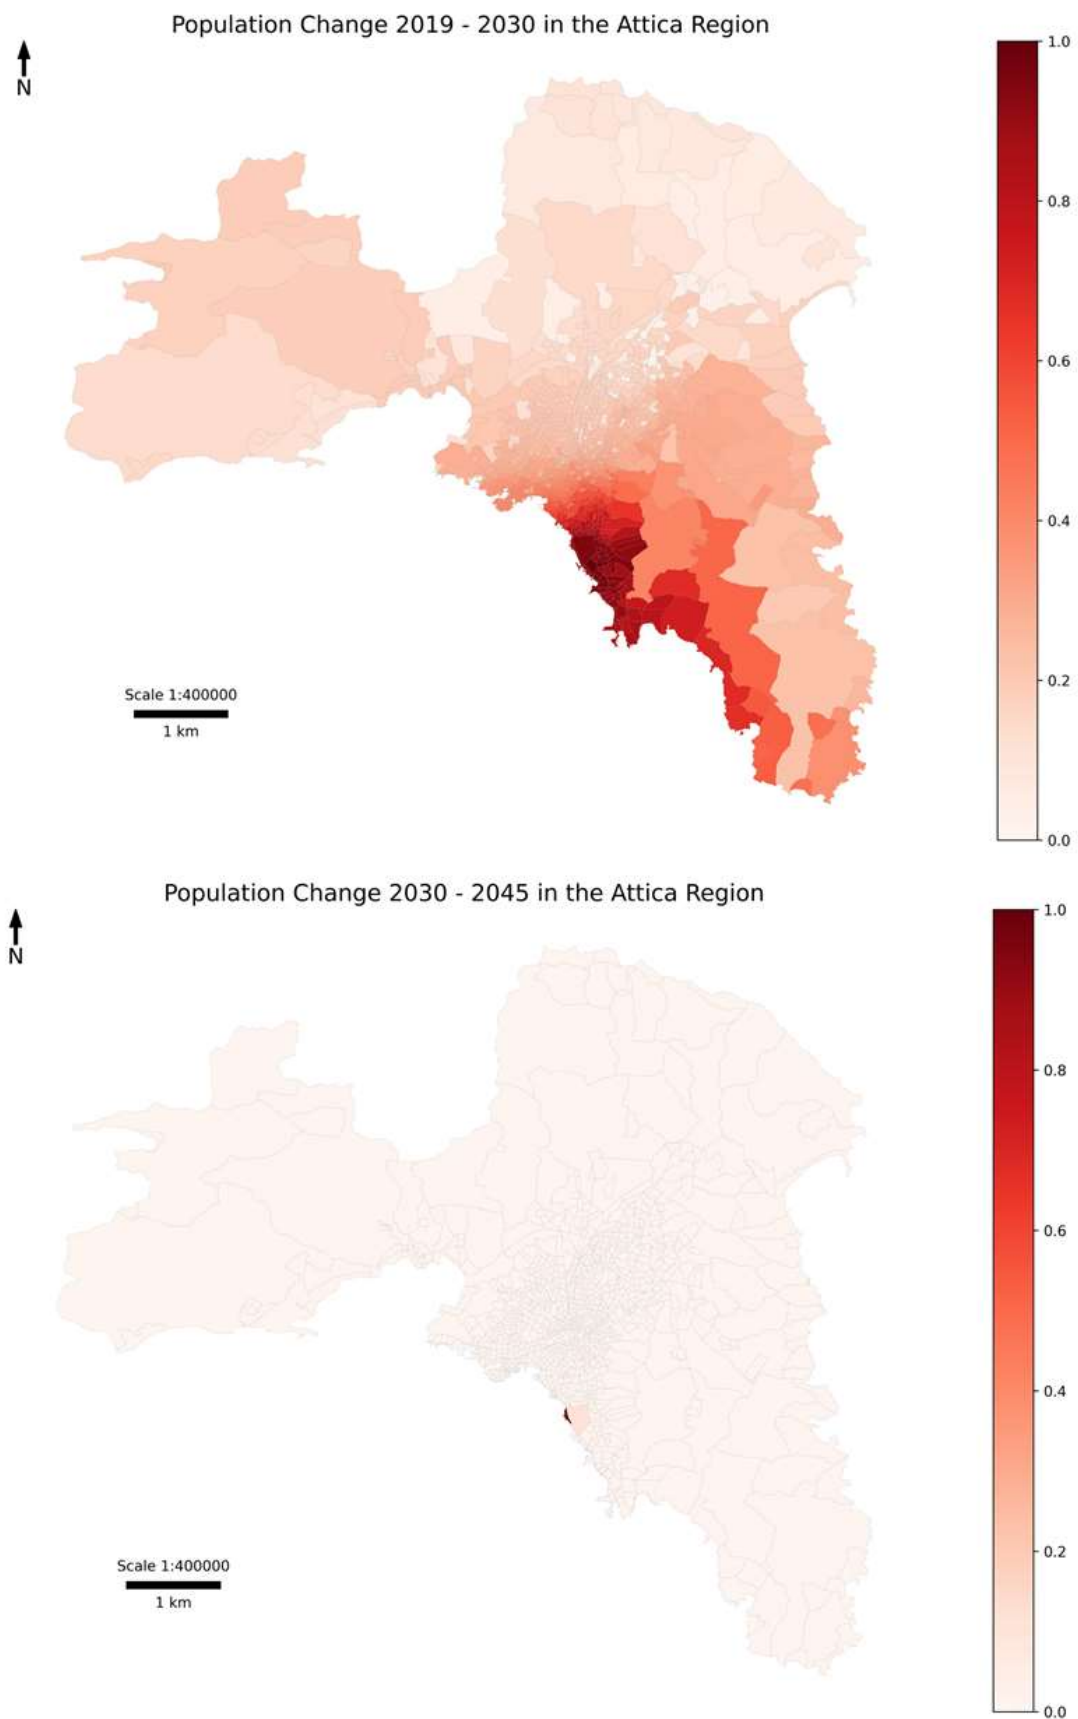 Population Change 2019 - 2030 in the Attica Region
N
1.0
0.8
0.6
0.4
0.2
0.0
Scale 1:400000
1 km
Population Change 2030 - 2045 in the Attica Region
N
1.0
0.8
0.6
0.4
0.2
0.0
Scale 1:400000
1 km